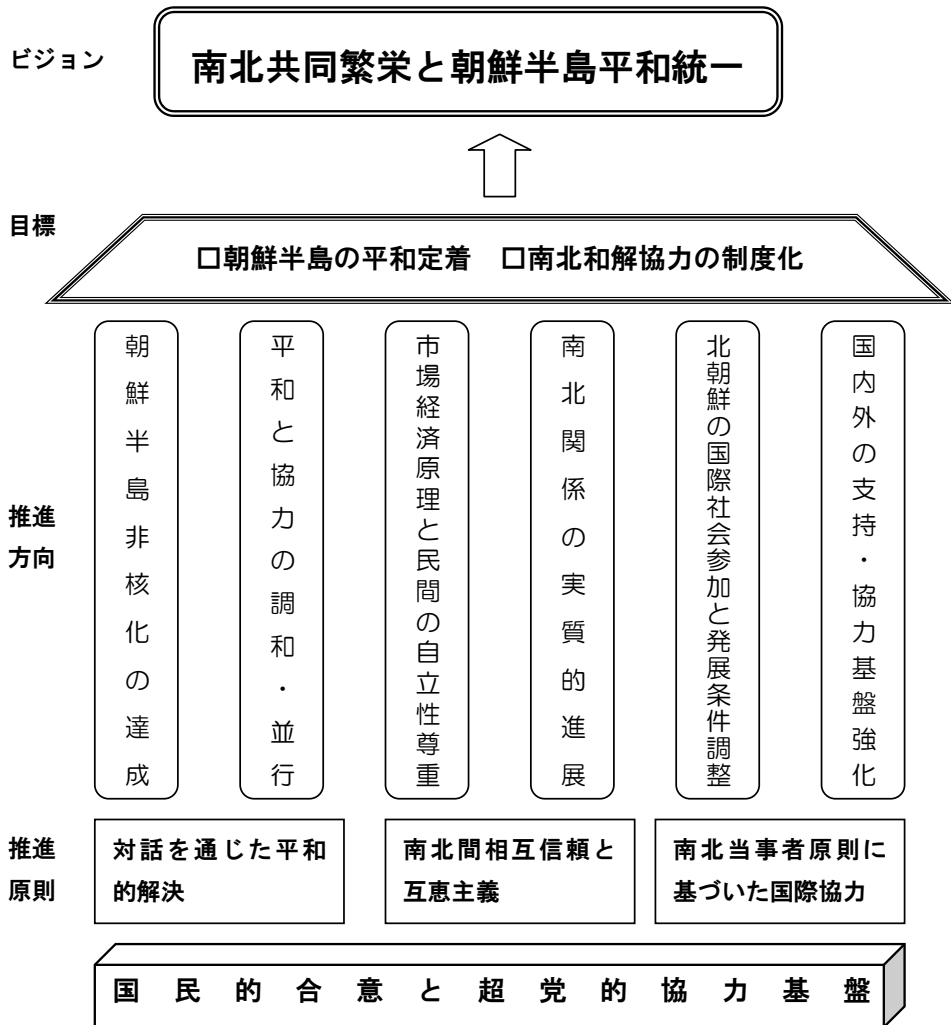 ビジョン
南北共同繁栄と朝鮮半島平和統一
目標
□朝鮮半島の平和定着　□南北和解協力の制度化
推進
方向
朝鮮半島非核化の達成
平和と協力の調和・並行
市場経済原理と民間の自立性尊重
南北関係の実質的進展
北朝鮮の国際社会参加と発展条件調整
国内外の支持・協力基盤強化
推進
原則
対話を通じた平和
的解決
南北間相互信頼と
互恵主義
南北当事者原則に
基づいた国際協力
国民的合意と超党的協力基盤